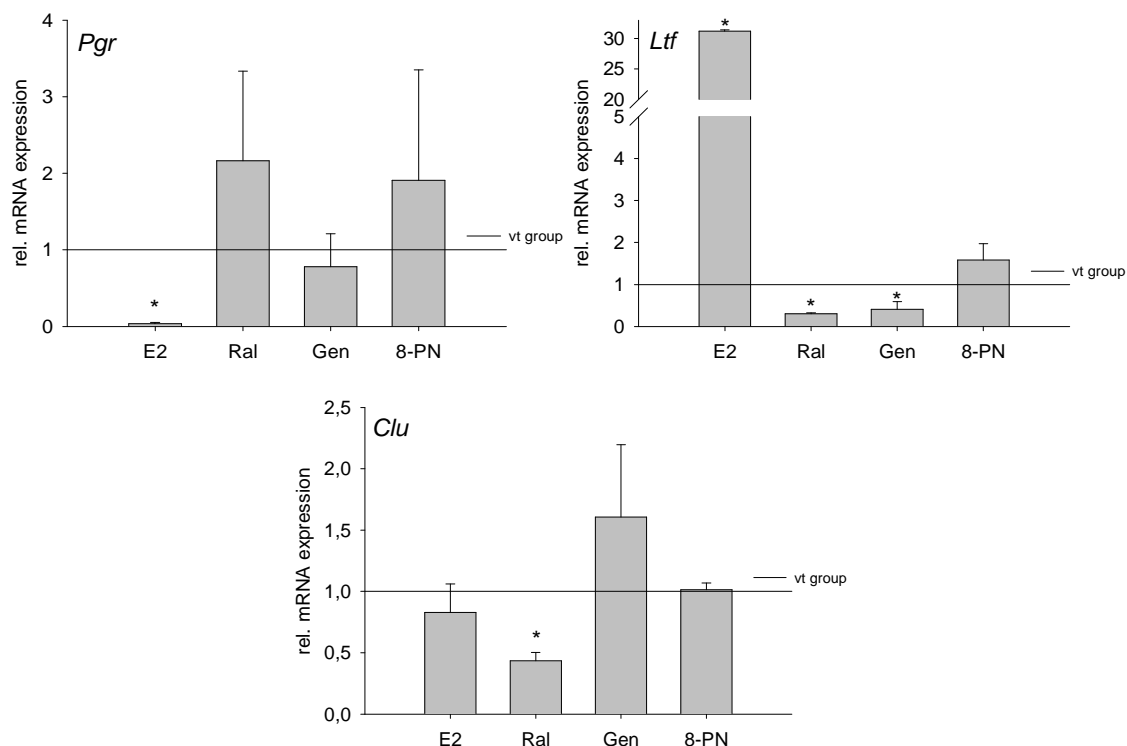 Pgr
rel. mRNA expression
4
3
2
1
0
vt group
*
E2 Ral Gen 8-PN
Ltf
rel. mRNA expression
30
25
20
5
4
3
2
1
0
*
* *
vt group
E2 Ral Gen 8-PN
Clu
rel. mRNA expression
2,5
2,0
1,5
1,0
0,5
0,0
vt group
*
E2 Ral Gen 8-PN